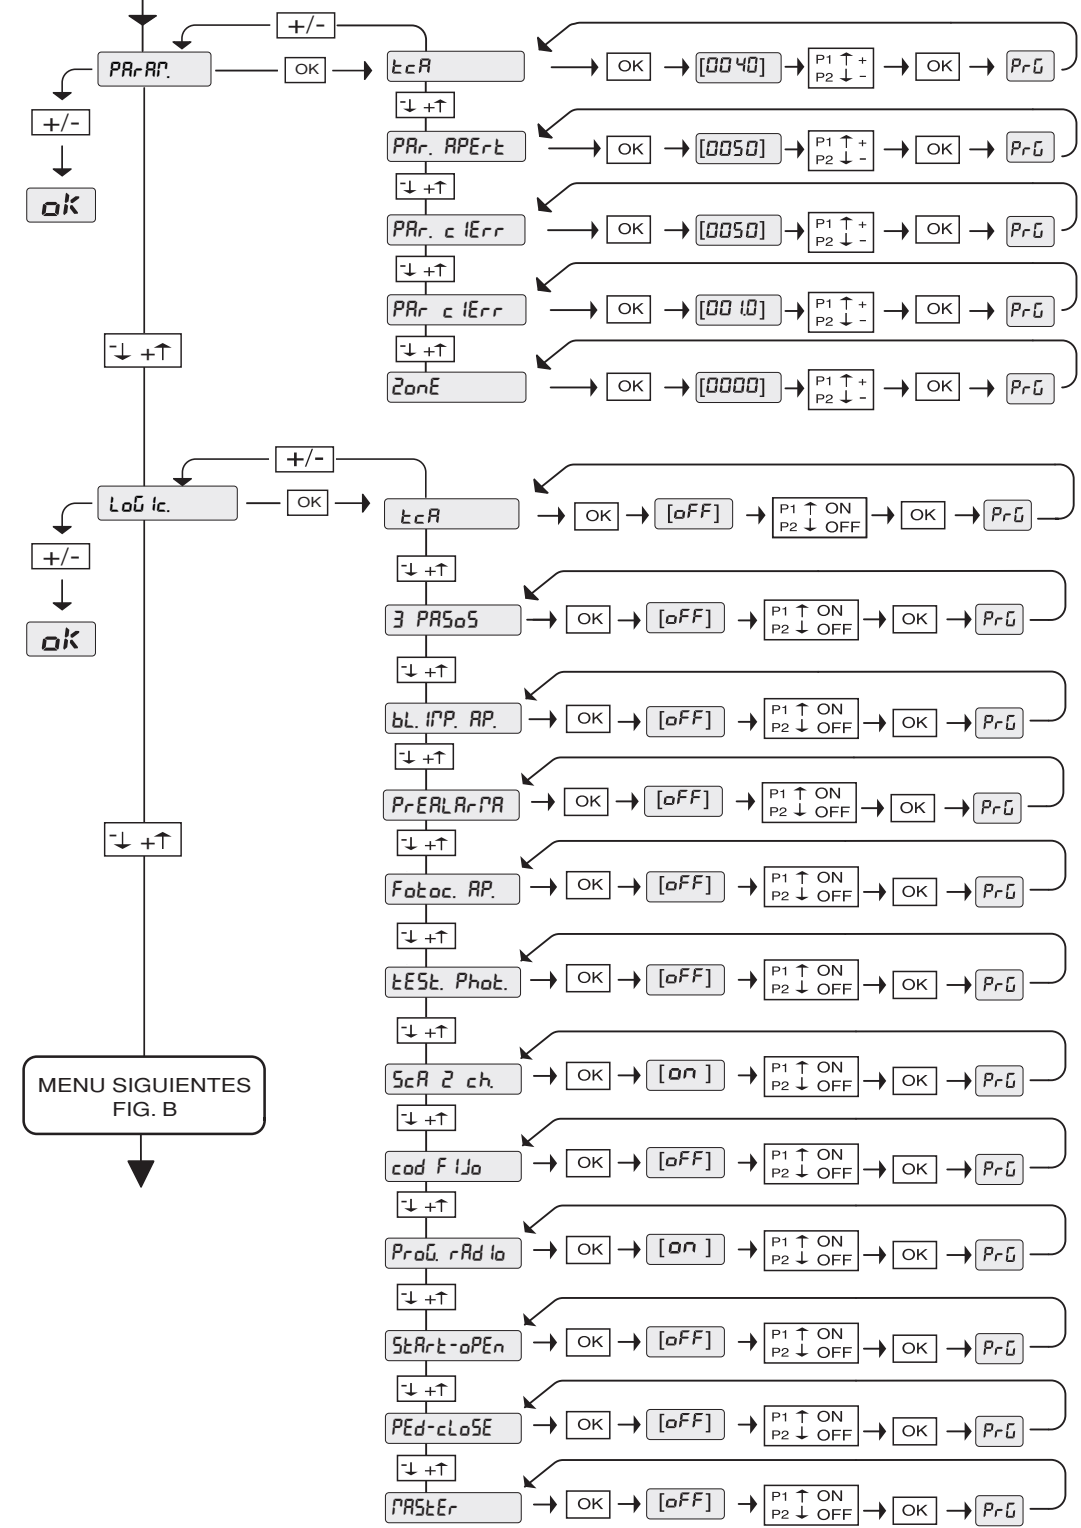 +/-
PArAM.
OK
tcA
OK
[0040]
P1 ↑ +
P2 ↓ -
OK
PrG
+/-
oK
-↓ +↑
PAr. APErt
OK
[0050]
P1 ↑ +
P2 ↓ -
OK
PrG
-↓ +↑
PAr. cIErr
OK
[0050]
P1 ↑ +
P2 ↓ -
OK
PrG
-↓ +↑
PAr cIErr
OK
[001.0]
P1 ↑ +
P2 ↓ -
OK
PrG
-↓ +↑
-↓ +↑
ZonE
OK
[0000]
P1 ↑ +
P2 ↓ -
OK
PrG
+/-
LoGIc.
OK
tcA
OK
[oFF]
P1 ↑ ON
P2 ↓ OFF
OK
PrG
+/-
oK
-↓ +↑
3 PASoS
OK
[oFF]
P1 ↑ ON
P2 ↓ OFF
OK
PrG
-↓ +↑
bL. IMP. AP.
OK
[oFF]
P1 ↑ ON
P2 ↓ OFF
OK
PrG
-↓ +↑
PrEALArMA
OK
[oFF]
P1 ↑ ON
P2 ↓ OFF
OK
PrG
-↓ +↑
-↓ +↑
Fotoc. AP.
OK
[oFF]
P1 ↑ ON
P2 ↓ OFF
OK
PrG
-↓ +↑
tESt. Phot.
OK
[oFF]
P1 ↑ ON
P2 ↓ OFF
OK
PrG
-↓ +↑
ScA 2 ch.
OK
[on ]
P1 ↑ ON
P2 ↓ OFF
OK
PrG
MENU SIGUIENTES
FIG. B
-↓ +↑
cod FIJo
OK
[oFF]
P1 ↑ ON
P2 ↓ OFF
OK
PrG
-↓ +↑
ProG. rAdIo
OK
[on ]
P1 ↑ ON
P2 ↓ OFF
OK
PrG
-↓ +↑
StArt-oPEn
OK
[oFF]
P1 ↑ ON
P2 ↓ OFF
OK
PrG
-↓ +↑
PEd-cLoSE
OK
[oFF]
P1 ↑ ON
P2 ↓ OFF
OK
PrG
-↓ +↑
MAStEr
OK
[oFF]
P1 ↑ ON
P2 ↓ OFF
OK
PrG